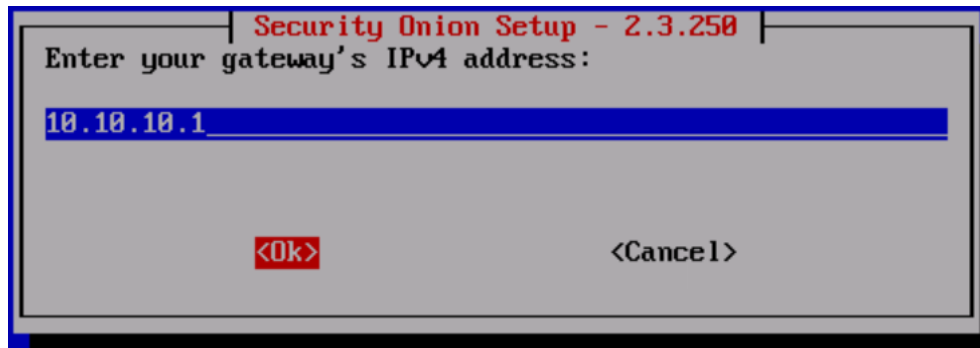 Security Onion Setup - 2.3.250
Enter your gateway's IPv4 address:
10.10.10.1
<Ok> <Cancel>